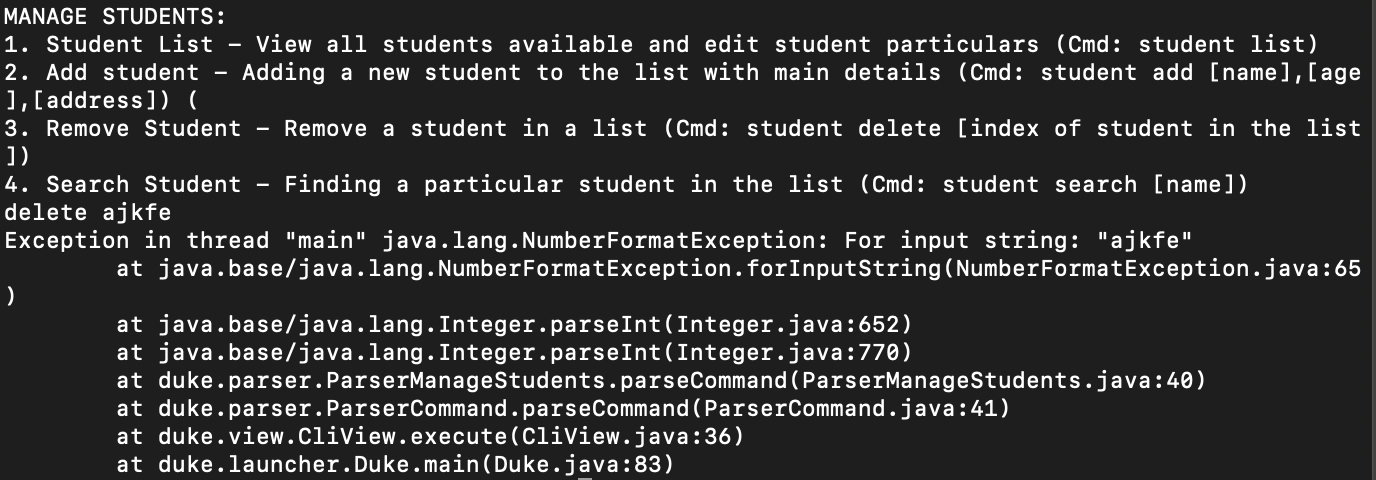 MANAGE STUDENTS:
1. Student List – View all students available and edit student particulars (Cmd: student list)
2. Add student – Adding a new student to the list with main details (Cmd: student add [name],[age
],[address]) (
3. Remove Student – Remove a student in a list (Cmd: student delete [index of student in the list
])
4. Search Student – Finding a particular student in the list (Cmd: student search [name])
delete ajkfe
Exception in thread "main" java.lang.NumberFormatException: For input string: "ajkfe"
        at java.base/java.lang.NumberFormatException.forInputString(NumberFormatException.java:65
)
        at java.base/java.lang.Integer.parseInt(Integer.java:652)
        at java.base/java.lang.Integer.parseInt(Integer.java:770)
        at duke.parser.ParserManageStudents.parseCommand(ParserManageStudents.java:40)
        at duke.parser.ParserCommand.parseCommand(ParserCommand.java:41)
        at duke.view.CliView.execute(CliView.java:36)
        at duke.launcher.Duke.main(Duke.java:83)